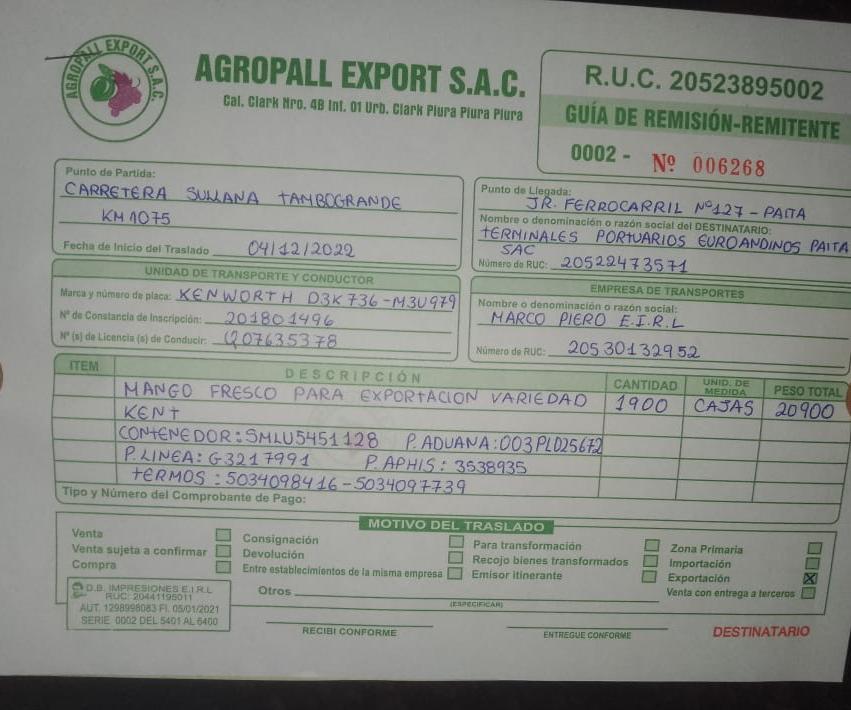 AGROPALL EXPORT S.A.C.
AGROPALL EXPORT S.A.C.
Cal. Clark Nro. 4B Int. 01 Urb. Clark Piura Piura Piura
R.U.C. 20523895002
GUÍA DE REMISIÓN-REMITENTE
0002 - Nº 006268
Punto de Partida:
CARRETERA SULLANA TAMBOGRANDE
KM 1075
Fecha de Inicio del Traslado 04/12/2022
Punto de Llegada:
JR. FERROCARRIL Nº127 - PAITA
Nombre o denominación o razón social del DESTINATARIO:
TERMINALES PORTUARIOS EUROANDINOS PAITA
SAC
Número de RUC: 20522473571
UNIDAD DE TRANSPORTE Y CONDUCTOR
Marca y número de placa: KENWORTH D3K736-M3U979
Nº de Constancia de Inscripción: 201801496
Nº (s) de Licencia (s) de Conducir: Q07635378
EMPRESA DE TRANSPORTES
Nombre o denominación o razón social:
MARCO PIERO E.I.R.L
Número de RUC: 20530132952
ITEM DESCRIPCIÓN CANTIDAD UNID. DE MEDIDA PESO TOTAL
MANGO FRESCO PARA EXPORTACION VARIEDAD 1900 CAJAS 20900
KENT
CONTENEDOR: SMLU5451128 P. ADUANA: 003PLD25672
P. LINEA: G3217991 P. APHIS: 3538935
TERMOS: 5034098416-5034097739
Tipo y Número del Comprobante de Pago:
MOTIVO DEL TRASLADO
Venta
Venta sujeta a confirmar
Compra
Consignación
Devolución
Entre establecimientos de la misma empresa
Para transformación
Recojo bienes transformados
Emisor itinerante
Zona Primaria
Importación
Exportación X
Venta con entrega a terceros
Otros
(ESPECIFICAR)
D.B. IMPRESIONES E.I.R.L
RUC: 20441195011
AUT. 1298998083 FI. 05/01/2021
SERIE 0002 DEL 5401 AL 6400
RECIBI CONFORME
ENTREGUE CONFORME
DESTINATARIO